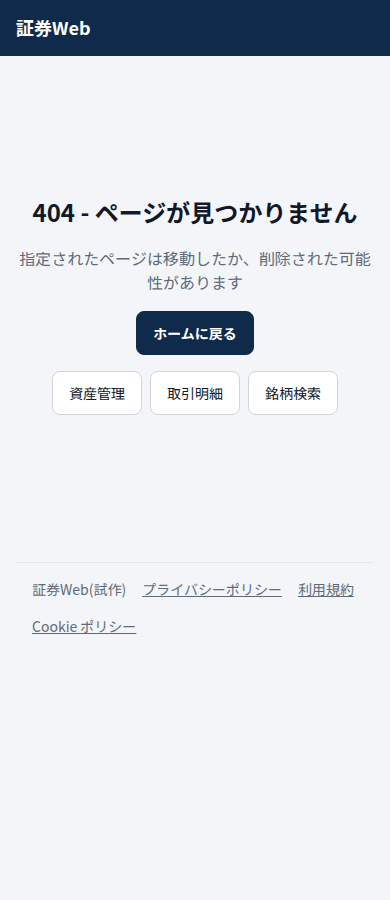 証券Web
404 - ページが見つかりません
指定されたページは移動したか、削除された可能
性があります
ホームに戻る
資産管理 取引明細 銘柄検索
証券Web(試作) プライバシーポリシー 利用規約
Cookie ポリシー